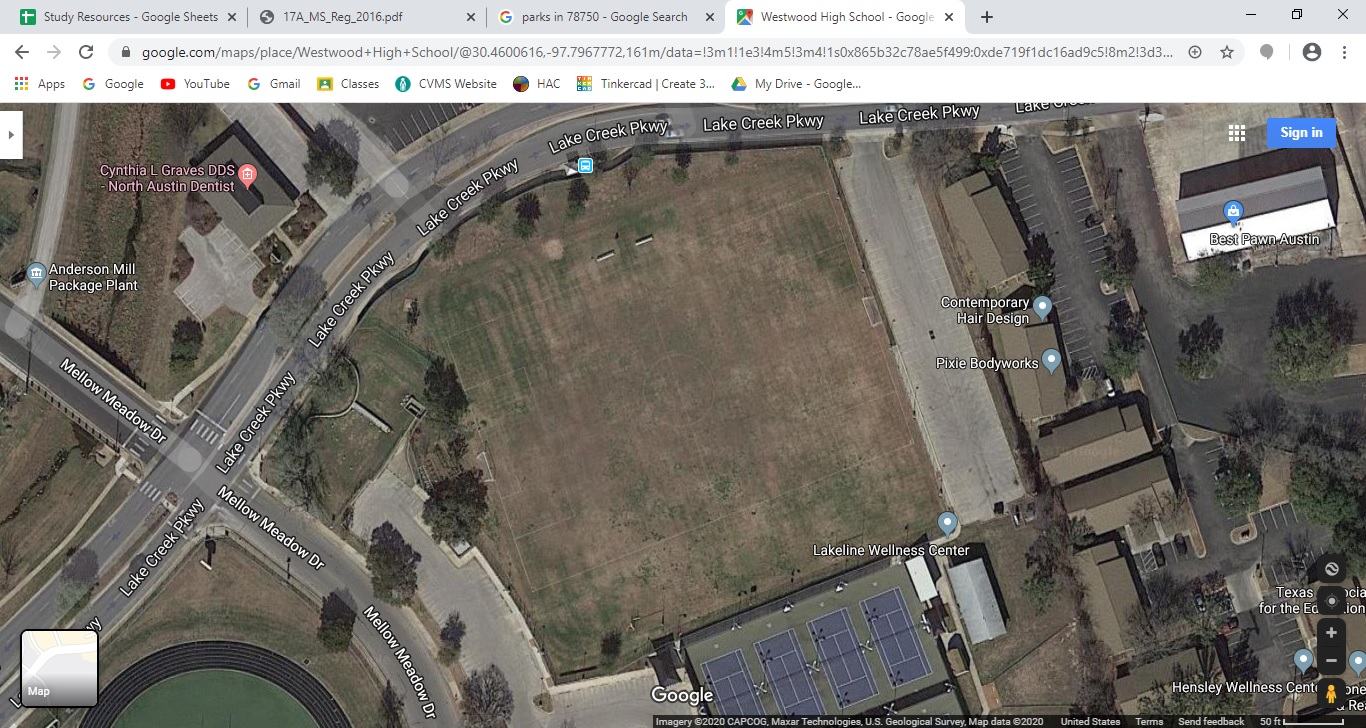 Study Resources - Google Sheets
17A_MS_Reg_2016.pdf
parks in 78750 - Google Search
Westwood High School - Google
google.com/maps/place/Westwood+High+School/@30.4600616,-97.7967772,161m/data=!3m1!1e3!4m5!3m4!1s0x865b32c78ae5f499:0xde719f1dc16ad9c5!8m2!3d3...
Apps
Google
YouTube
Gmail
Classes
CVMS Website
HAC
Tinkercad | Create 3...
My Drive - Google...
Lake Creek Pkwy
Lake Creek Pkwy
Lake Creek Pkwy
Sign in
Cynthia L Graves DDS
- North Austin Dentist
Lake Creek Pkwy
Best Pawn Austin
Anderson Mill
Package Plant
Lake Creek Pkwy
Contemporary
Hair Design
Pixie Bodyworks
Mellow Meadow Dr
Lake Creek Pkwy
Mellow Meadow Dr
Lake Creek Pkwy
Lakeline Wellness Center
Mellow Meadow Dr
Texas
for the
Map
Google
Hensley Wellness
Imagery ©2020 CAPCOG, Maxar Technologies, U.S. Geological Survey, Map data ©2020
United States
Terms
Send feedback
50 ft